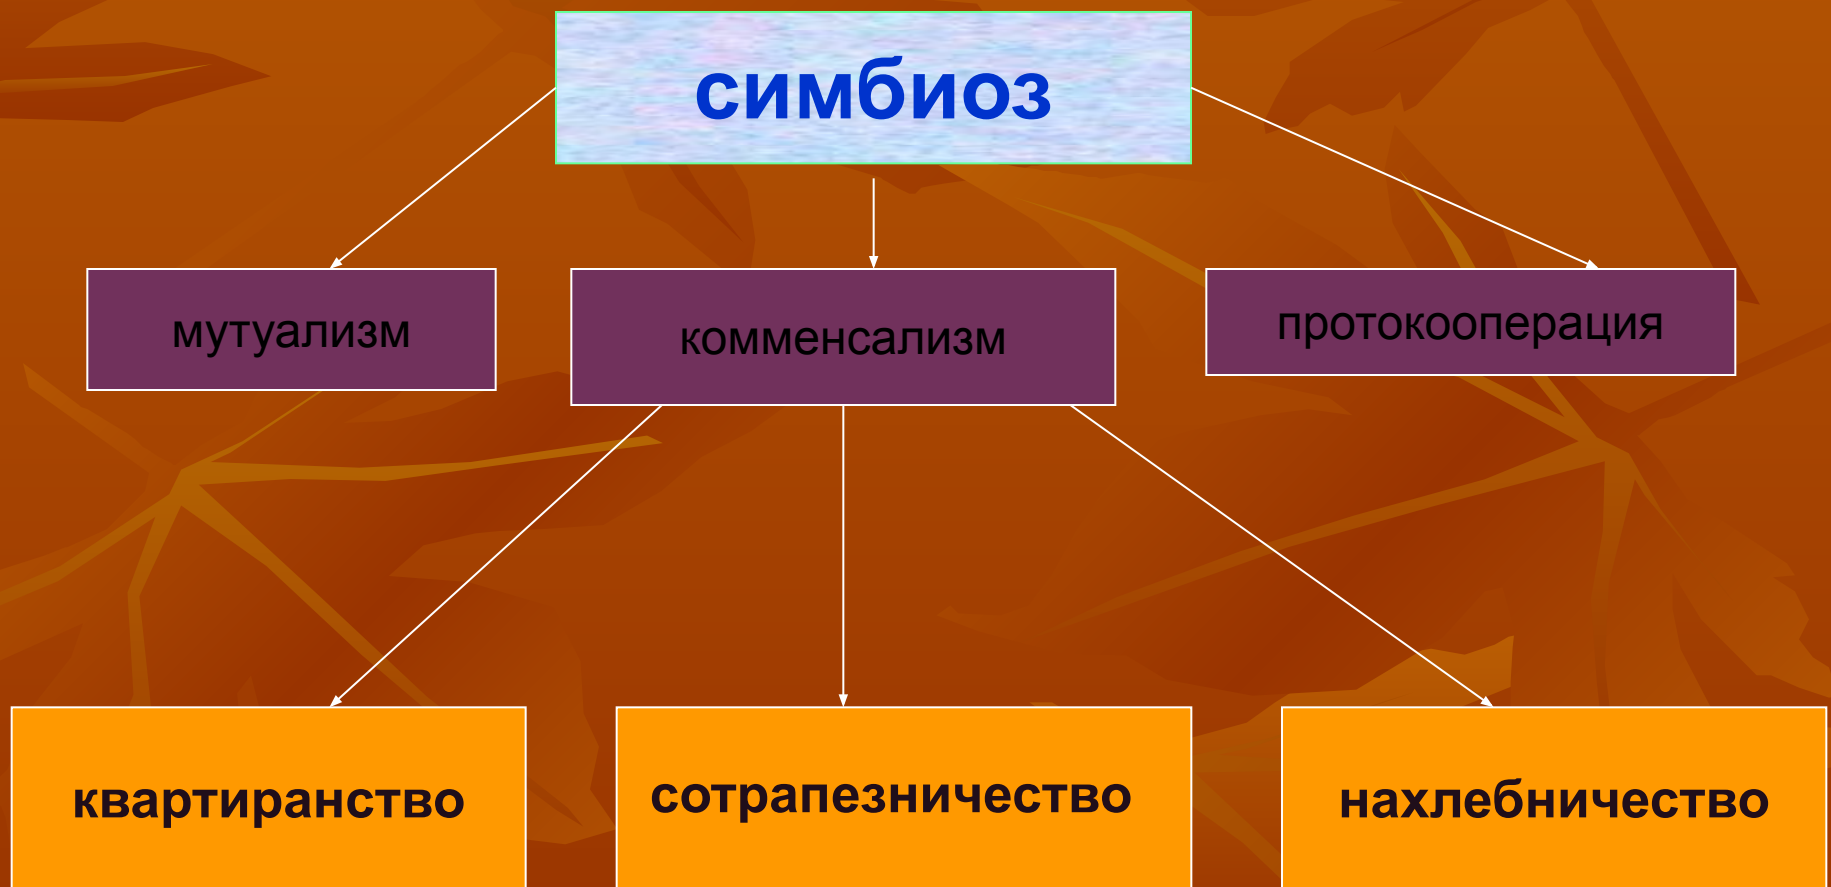 симбиоз
мутуализм
комменсализм
протокооперация
квартиранство
сотрапезничество
нахлебничество